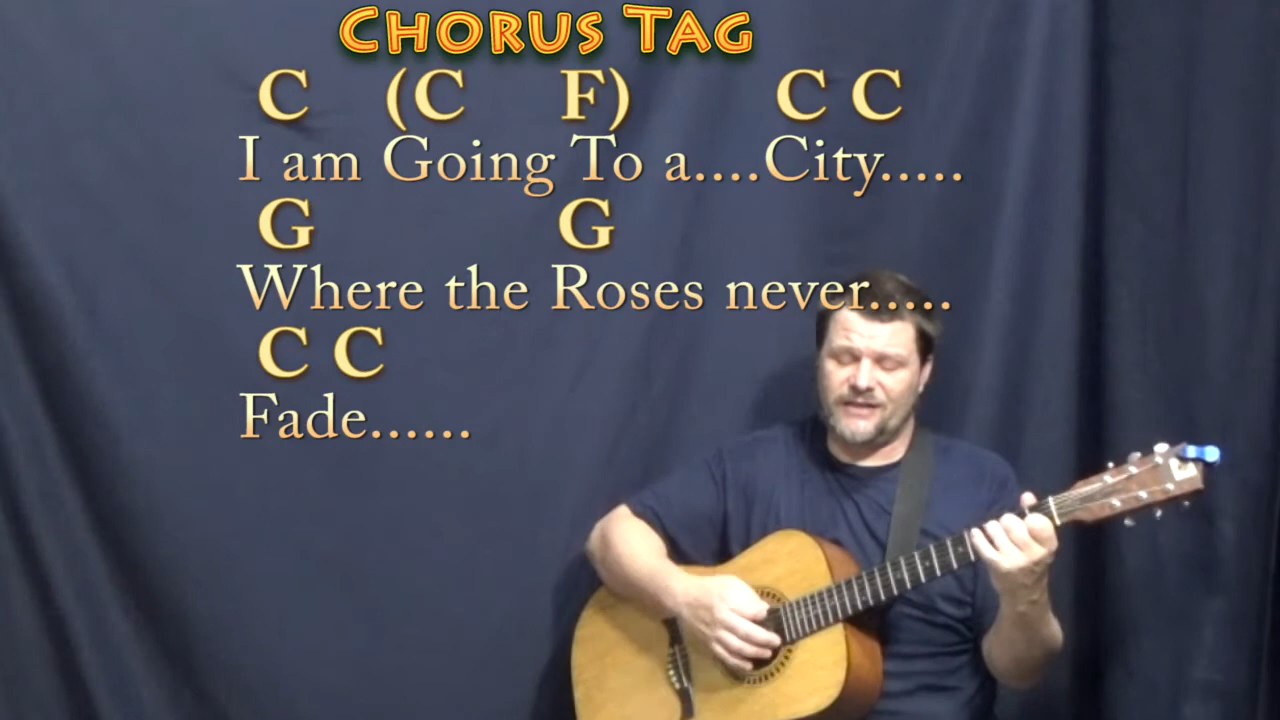 Chorus Tag
C (C F) C C
I am Going To a....City.....
G G
Where the Roses never.....
C C
Fade......